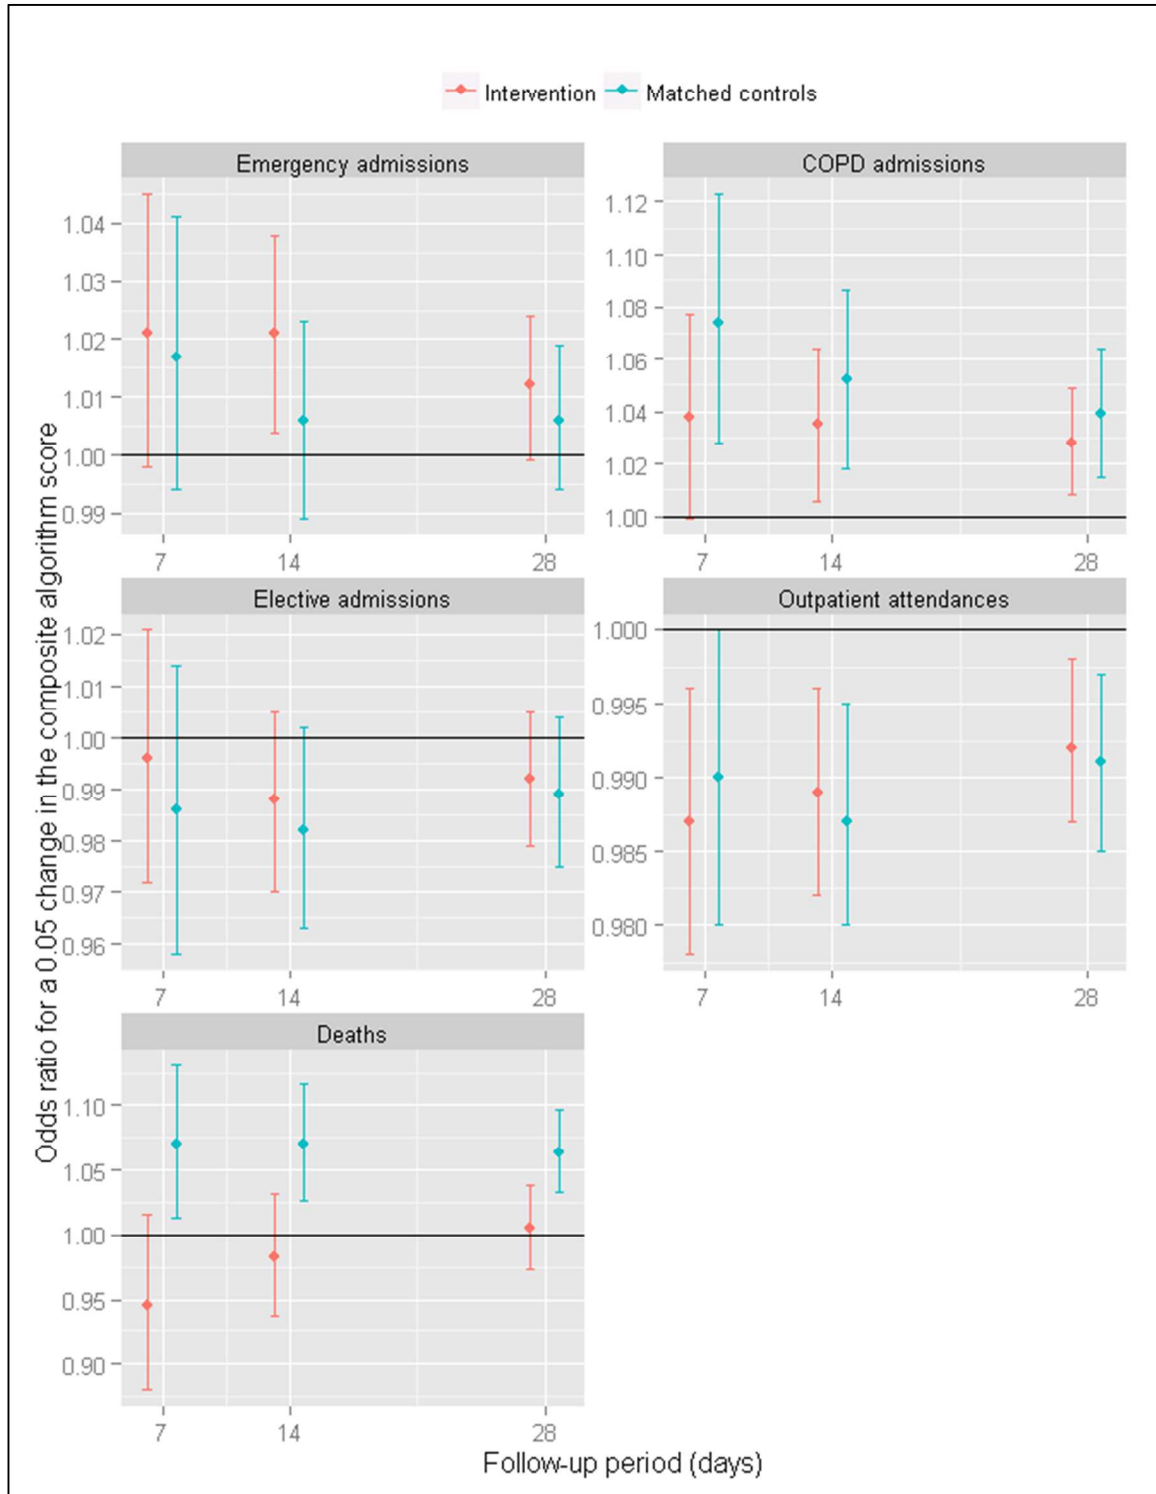 Intervention Matched controls
Emergency admissions
1.04
1.03
1.02
1.01
1.00
0.99
7 14 28
COPD admissions
1.12
1.10
1.08
1.06
1.04
1.02
1.00
7 14 28
Elective admissions
1.02
1.01
1.00
0.99
0.98
0.97
0.96
7 14 28
Outpatient attendances
1.000
0.995
0.990
0.985
0.980
7 14 28
Deaths
1.10
1.05
1.00
0.95
0.90
7 14 28
Odds ratio for a 0.05 change in the composite algorithm score
Follow-up period (days)